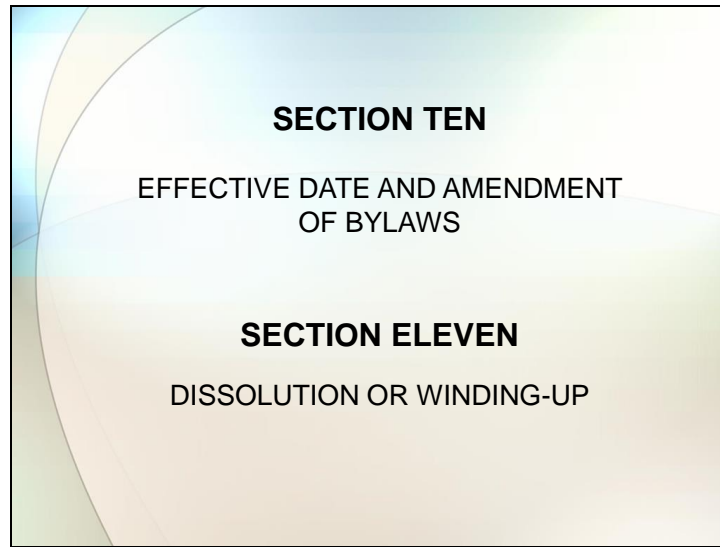 SECTION TEN
EFFECTIVE DATE AND AMENDMENT
OF BYLAWS
SECTION ELEVEN
DISSOLUTION OR WINDING-UP